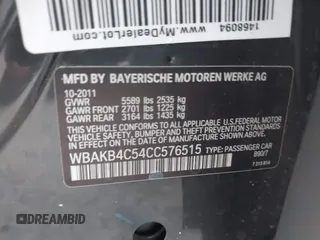 www.MyDealerLot.com
1468094
MFD BY BAYERISCHE MOTOREN WERKE AG
10-2011
GVWR 5589 lbs 2535 kg
GAWR FRONT 2701 lbs 1225 kg
GAWR REAR 3164 lbs 1435 kg
THIS VEHICLE CONFORMS TO ALL APPLICABLE U.S. FEDERAL MOTOR
VEHICLE SAFETY, BUMPER, AND THEFT PREVENTION STANDARDS IN
EFFECT ON THE DATE OF MANUFACTURE SHOWN ABOVE.
WBAKB4C54CC576515 TYPE: PASSENGER CAR
DREAMBID